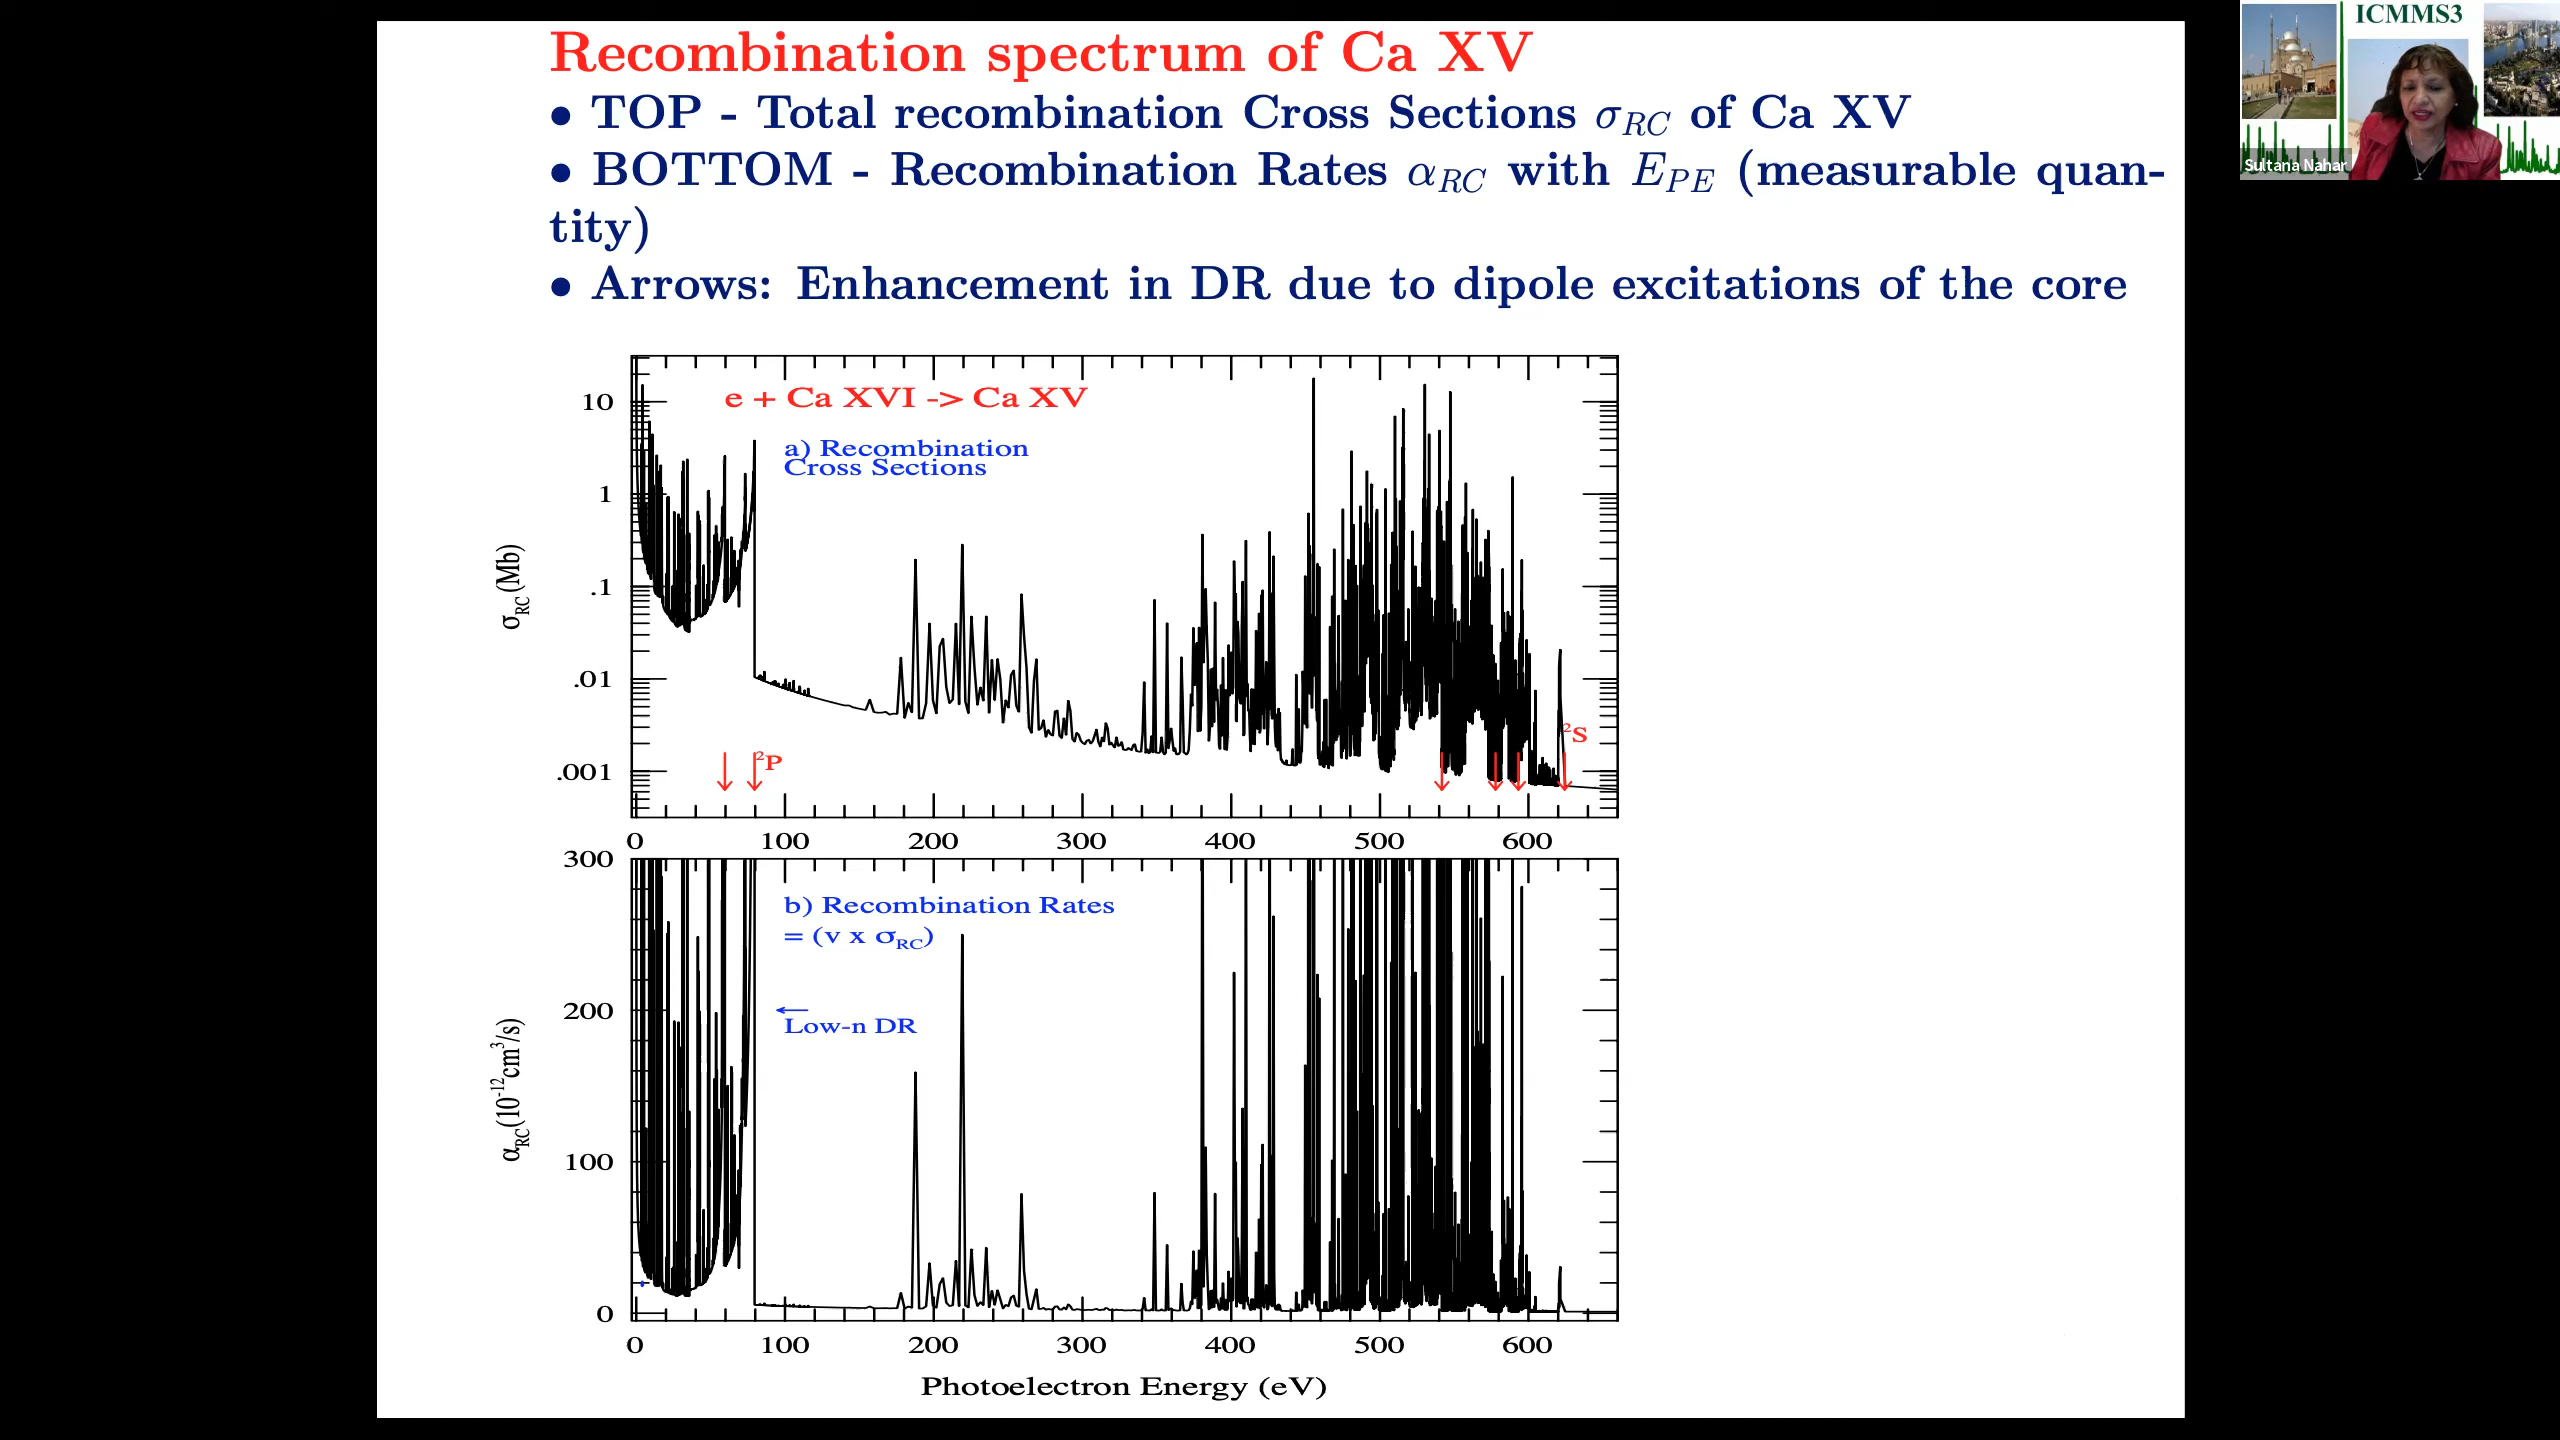 Recombination spectrum of Ca XV
• TOP - Total recombination Cross Sections σRC of Ca XV
• BOTTOM - Recombination Rates αRC with EPE (measurable quan-
tity)
• Arrows: Enhancement in DR due to dipole excitations of the core
ICMMS3
Sultana Nahar
e + Ca XVI -> Ca XV
a) Recombination
Cross Sections
σRC (Mb)
10
1
.1
.01
.001
2P
2S
0 100 200 300 400 500 600
b) Recombination Rates
= (v x σRC)
Low-n DR
αRC(10-12cm3/s)
300
200
100
0
0 100 200 300 400 500 600
Photoelectron Energy (eV)